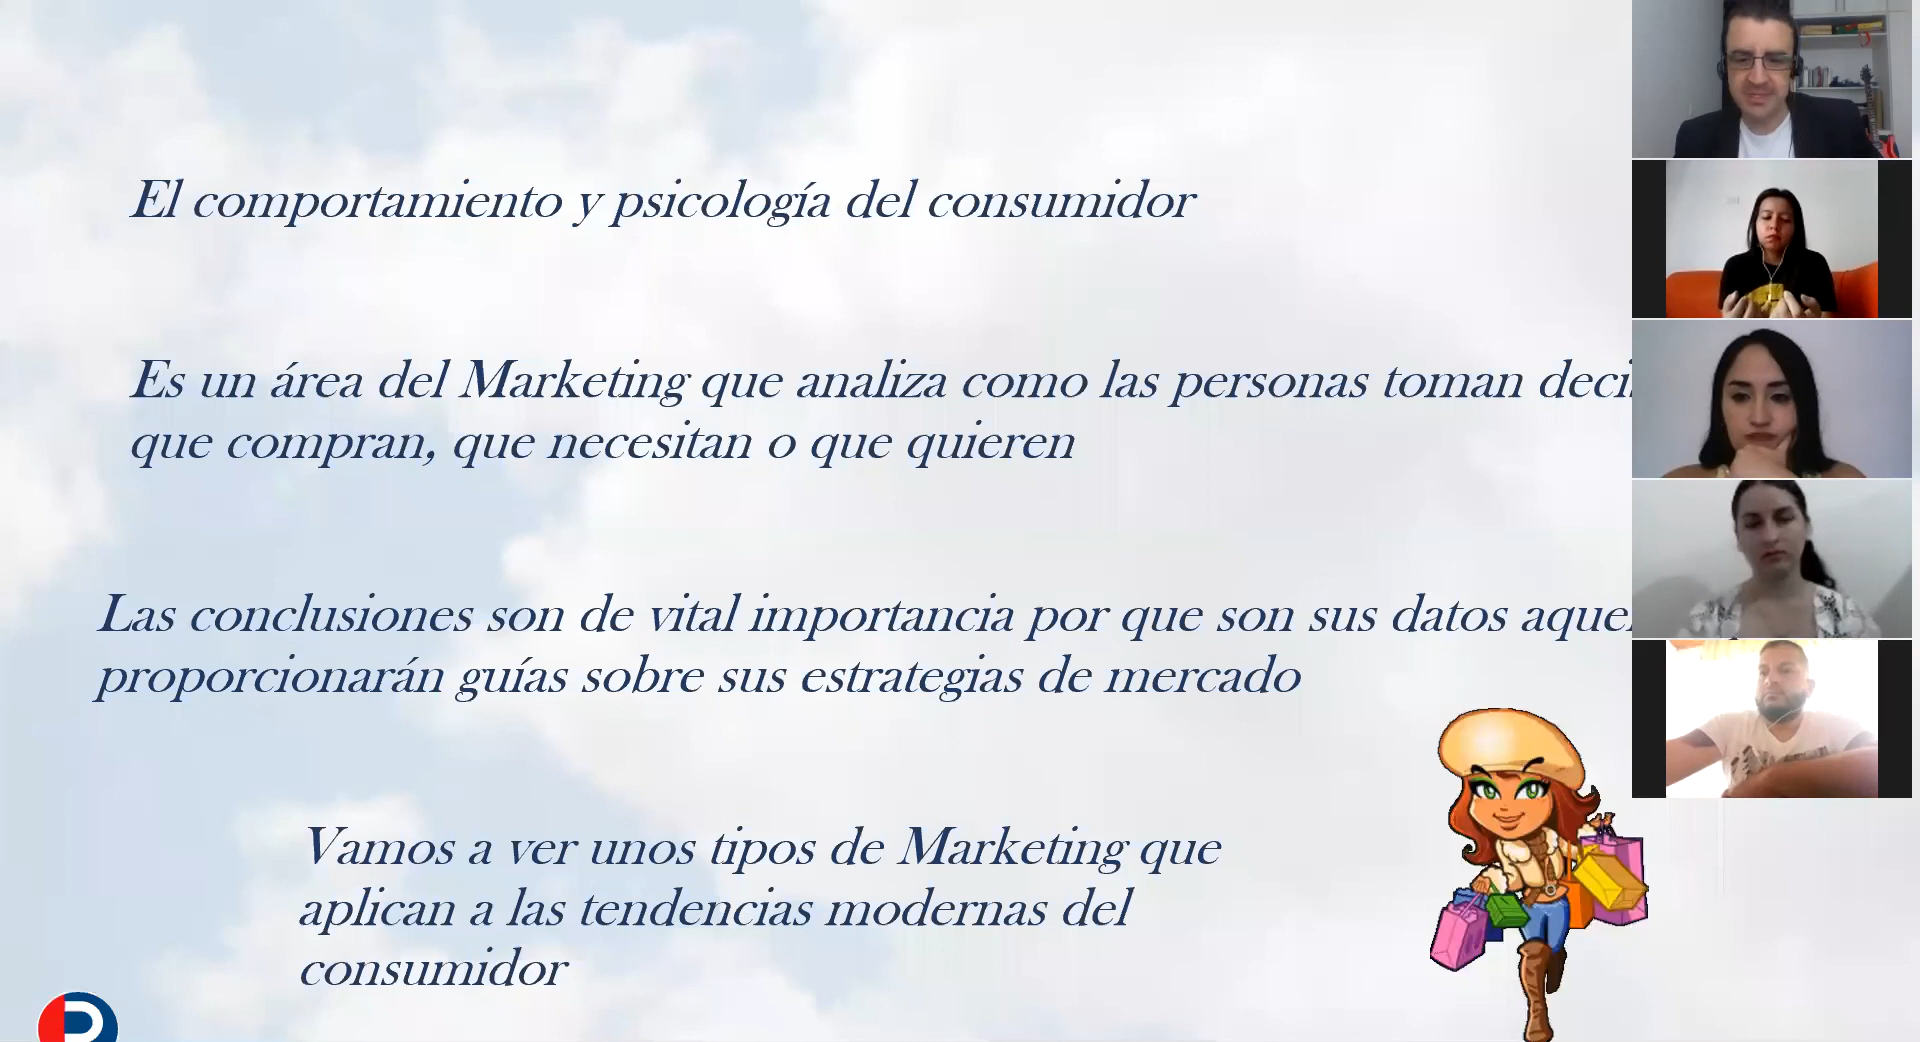 El comportamiento y psicología del consumidor
Es un área del Marketing que analiza como las personas toman
que compran, que necesitan o que quieren
Las conclusiones son de vital importancia por que son sus datos
proporcionarán guías sobre sus estrategias de mercado
Vamos a ver unos tipos de Marketing que
aplican a las tendencias modernas del
consumidor